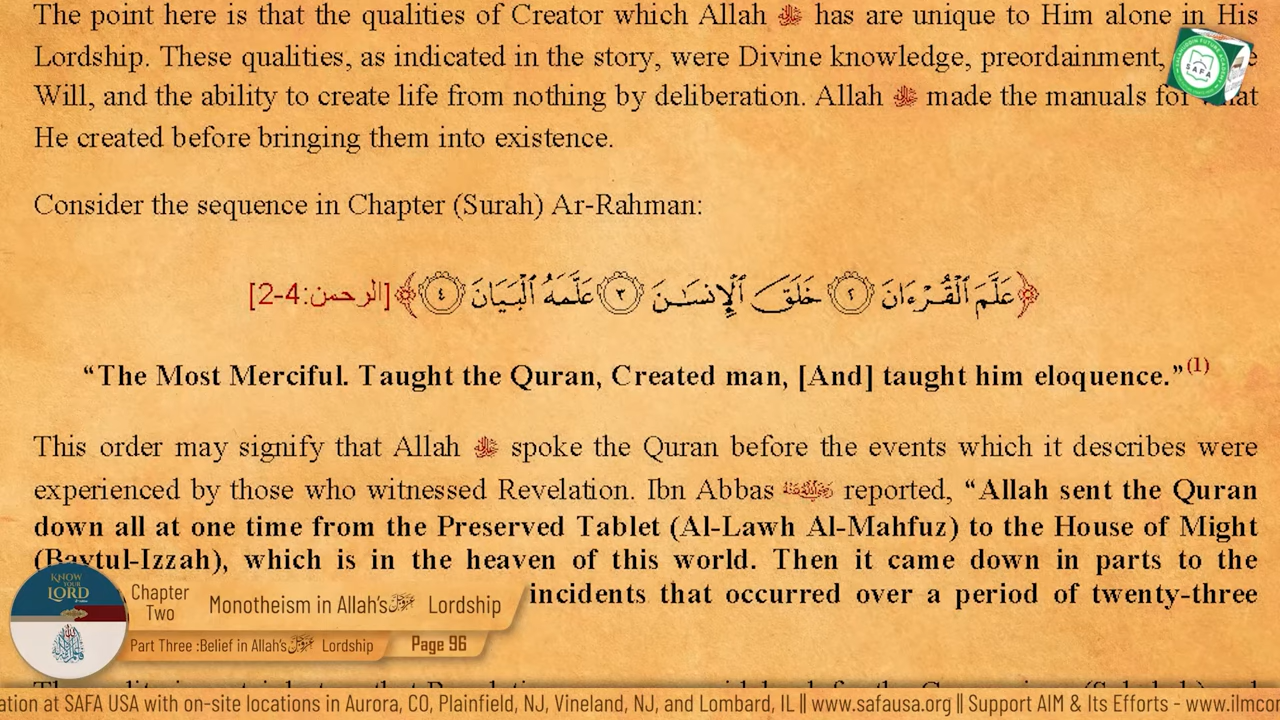 The point here is that the qualities of Creator which Allah ﷻ has are unique to Him alone in His
Lordship. These qualities, as indicated in the story, were Divine knowledge, preordainment,
Will, and the ability to create life from nothing by deliberation. Allah ﷻ made the manuals for what
He created before bringing them into existence.
SAFA
Consider the sequence in Chapter (Surah) Ar-Rahman:
﴿عَلَّمَ ٱلْقُرْءَانَ ٢ خَلَقَ ٱلْإِنسَـٰنَ ٣ عَلَّمَهُ ٱلْبَيَانَ ٤﴾ [الرحمن:4-2]
“The Most Merciful. Taught the Quran, Created man, [And] taught him eloquence.”(1)
This order may signify that Allah ﷻ spoke the Quran before the events which it describes were
experienced by those who witnessed Revelation. Ibn Abbas reported, “Allah sent the Quran
down all at one time from the Preserved Tablet (Al-Lawh Al-Mahfuz) to the House of Might
(Baytul-Izzah), which is in the heaven of this world. Then it came down in parts to the
incidents that occurred over a period of twenty-three
KNOW YOUR LORD
Chapter Two Monotheism in Allah's Lordship
Part Three :Belief in Allah's Lordship Page 96
ation at SAFA USA with on-site locations in Aurora, CO, Plainfield, NJ, Vineland, NJ, and Lombard, IL || www.safausa.org || Support AIM & Its Efforts - www.ilmcor